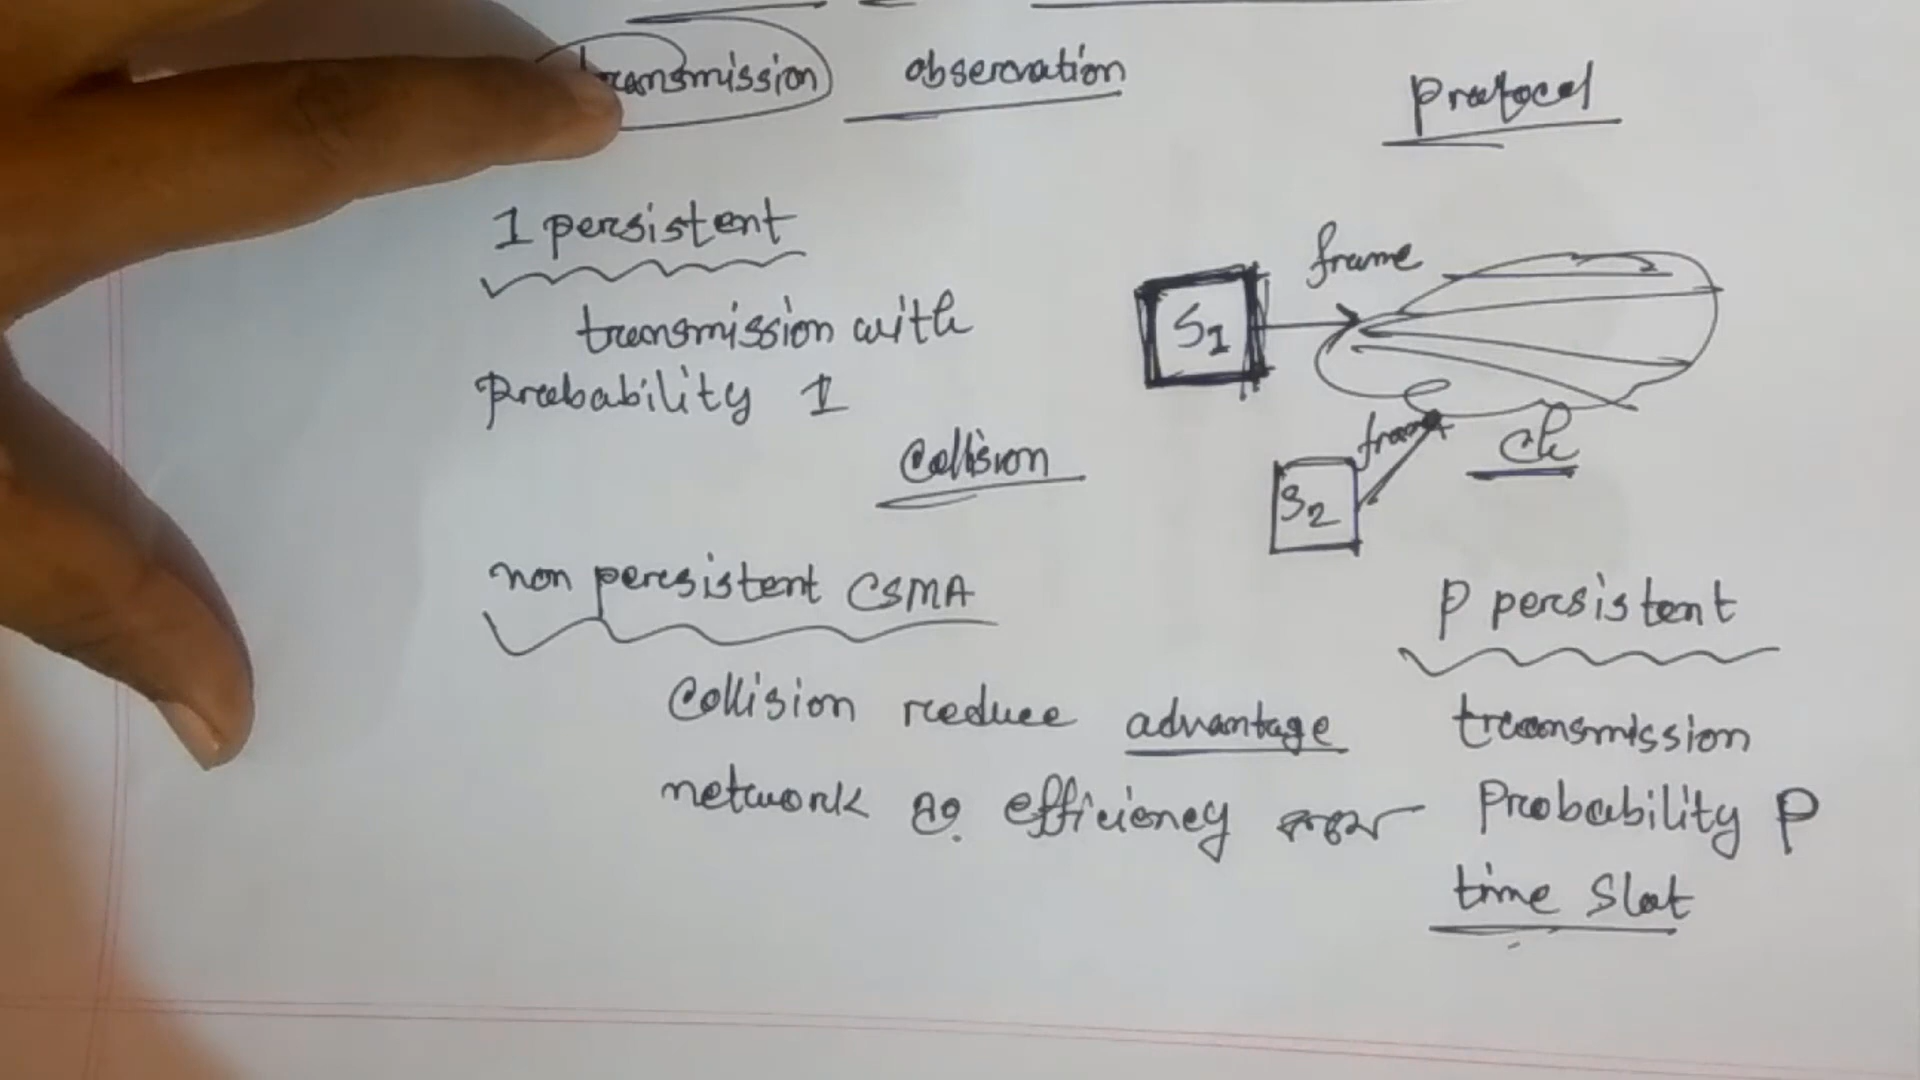 transmission observation
protocol
1 persistent
transmission with
probability 1
Collision
frame
S1
frame
S2
ch
non persistent CSMA
Collision reduce advantage
network এর efficiency
P persistent
transmission
Probability P
time slot